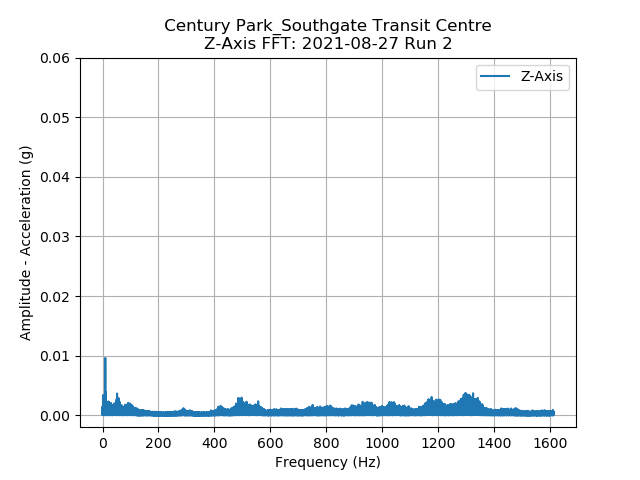 Century Park_Southgate Transit Centre
Z-Axis FFT: 2021-08-27 Run 2
Z-Axis
0.06
0.05
0.04
0.03
0.02
0.01
0.00
Amplitude - Acceleration (g)
0 200 400 600 800 1000 1200 1400 1600
Frequency (Hz)